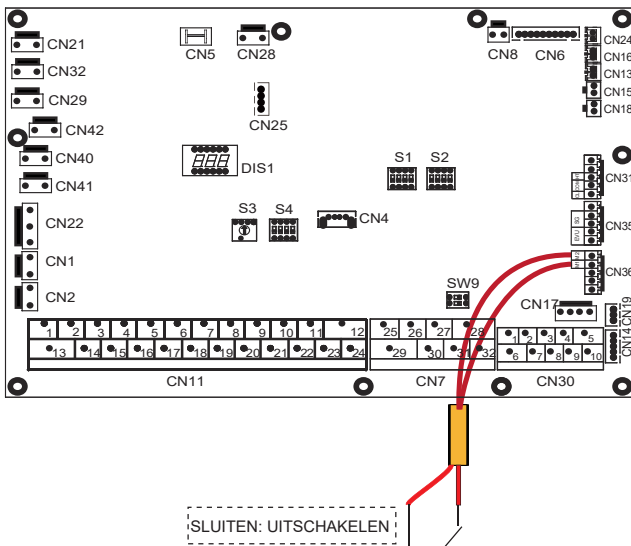 CN21
CN5
CN28
CN8 CN6
CN24
CN16
CN13
CN15
CN18
CN32
CN29
CN25
CN42
CN40
DIS1
S1 S2
CN31
CN41
S3 S4
CN4
CN35
SG
EVU
CN22
M1 M2
CN36
CN1
CN2
SW9
CN17
CN19
CN14
1 2 3 4 5 6 7 8 9 10 11 12
13 14 15 16 17 18 19 20 21 22 23 24
25 26 27 28
29 30 31 32
1 2 3 4 5
6 7 8 9 10
CN11
CN7
CN30
SLUITEN: UITSCHAKELEN